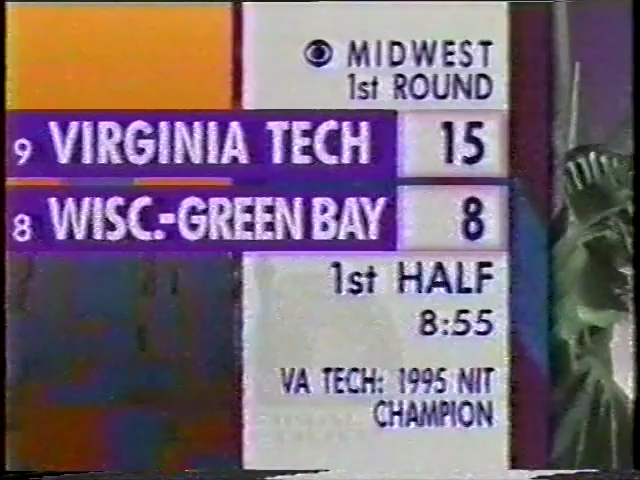 MIDWEST
1st ROUND
9 VIRGINIA TECH 15
8 WISC.-GREEN BAY 8
1st HALF
8:55
VA TECH: 1995 NIT
CHAMPION